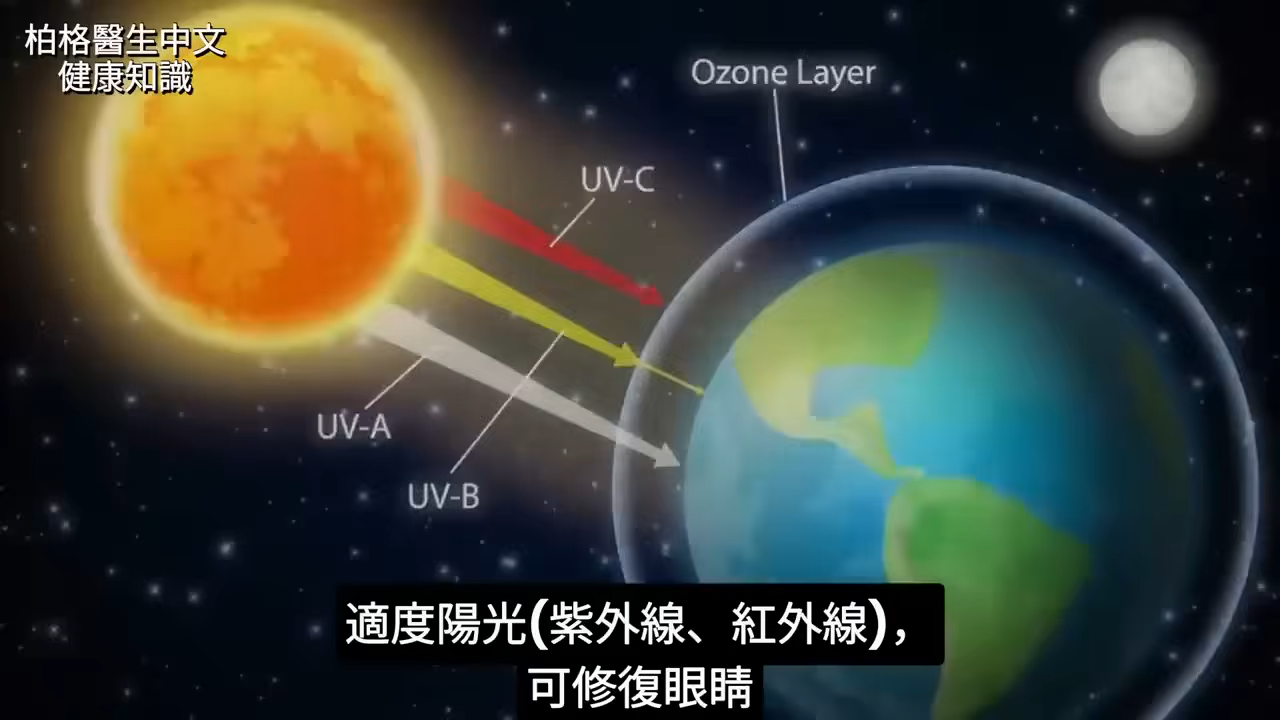 柏格醫生中文
健康知識
Ozone Layer
UV-C
UV-A
UV-B
適度陽光(紫外線、紅外線)，
可修復眼睛